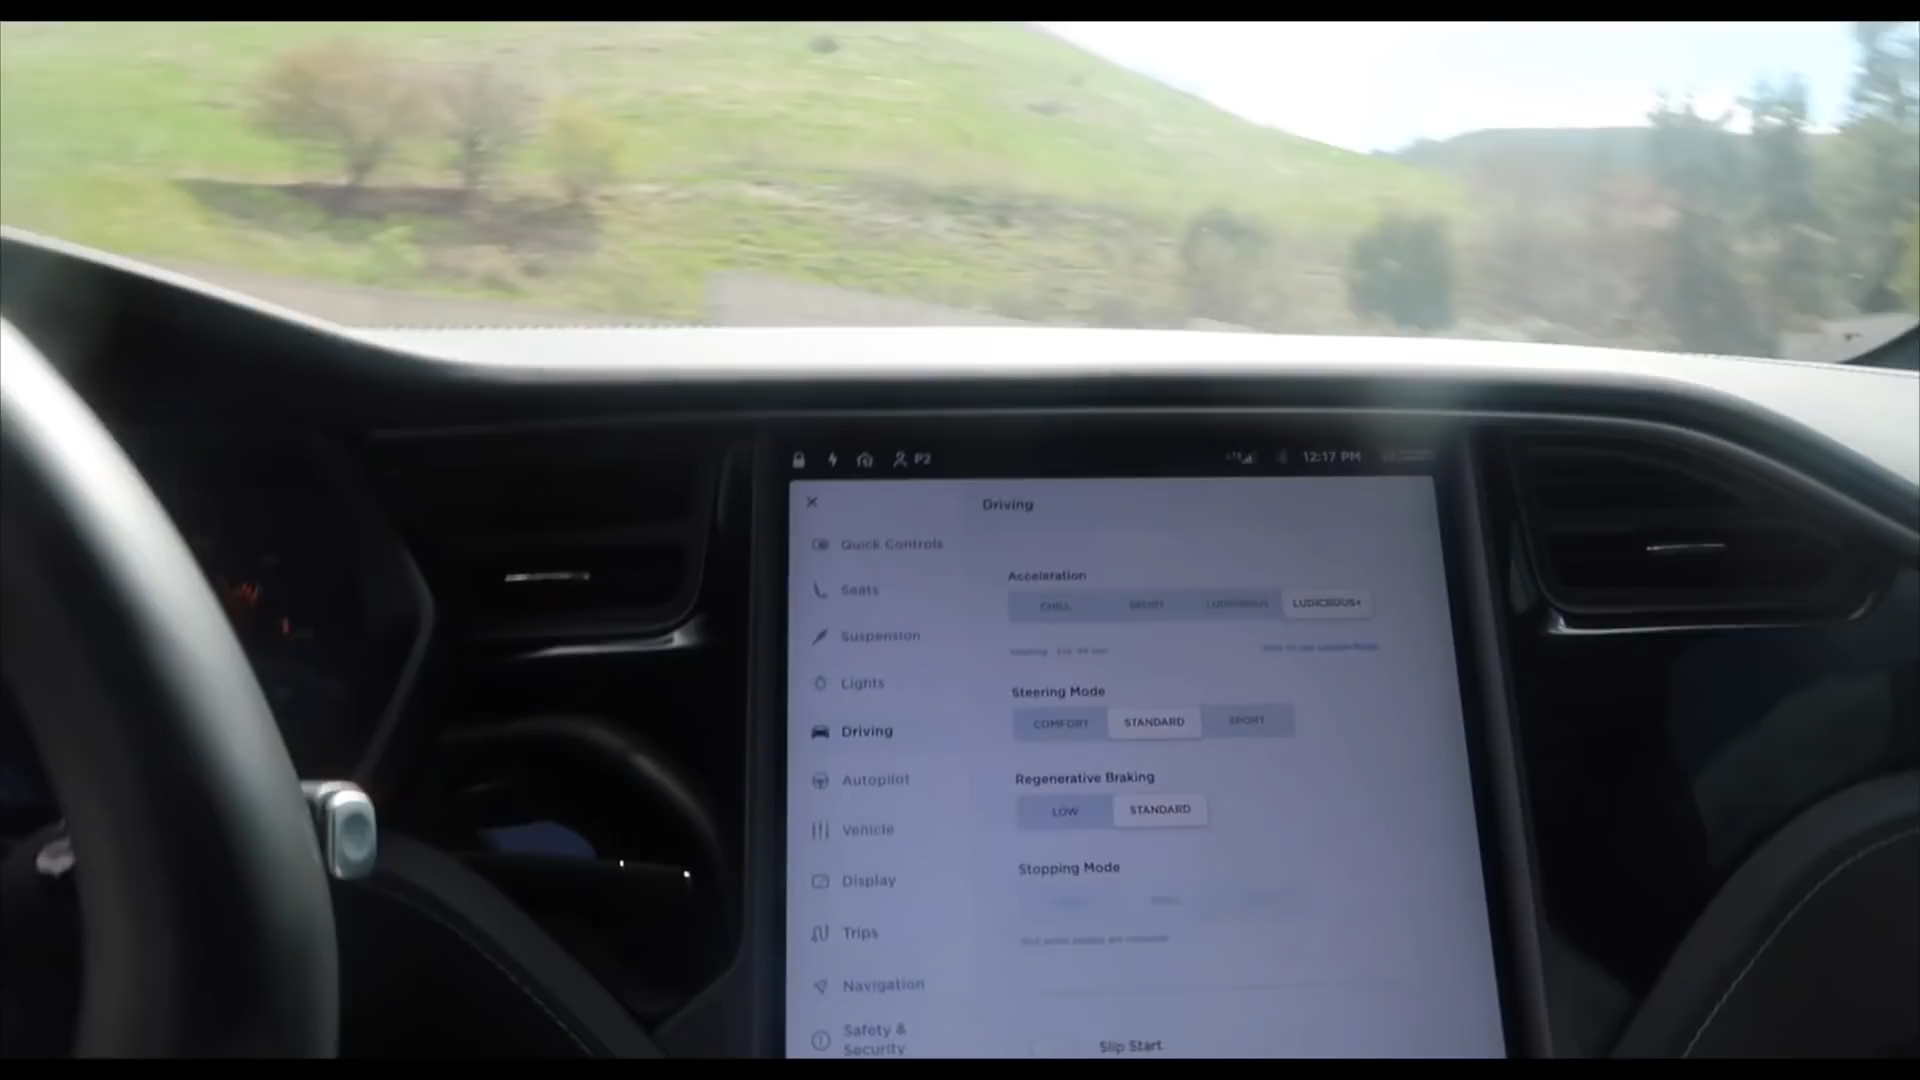 P2
12:17 PM
Driving
Quick Controls
Seats
Suspension
Lights
Driving
Autopilot
Vehicle
Display
Trips
Navigation
Safety &
Security
Acceleration
CHILL SPORT LUDICROUS LUDICROUS+
Steering Mode
COMFORT STANDARD SPORT
Regenerative Braking
LOW STANDARD
Stopping Mode
Slip Start